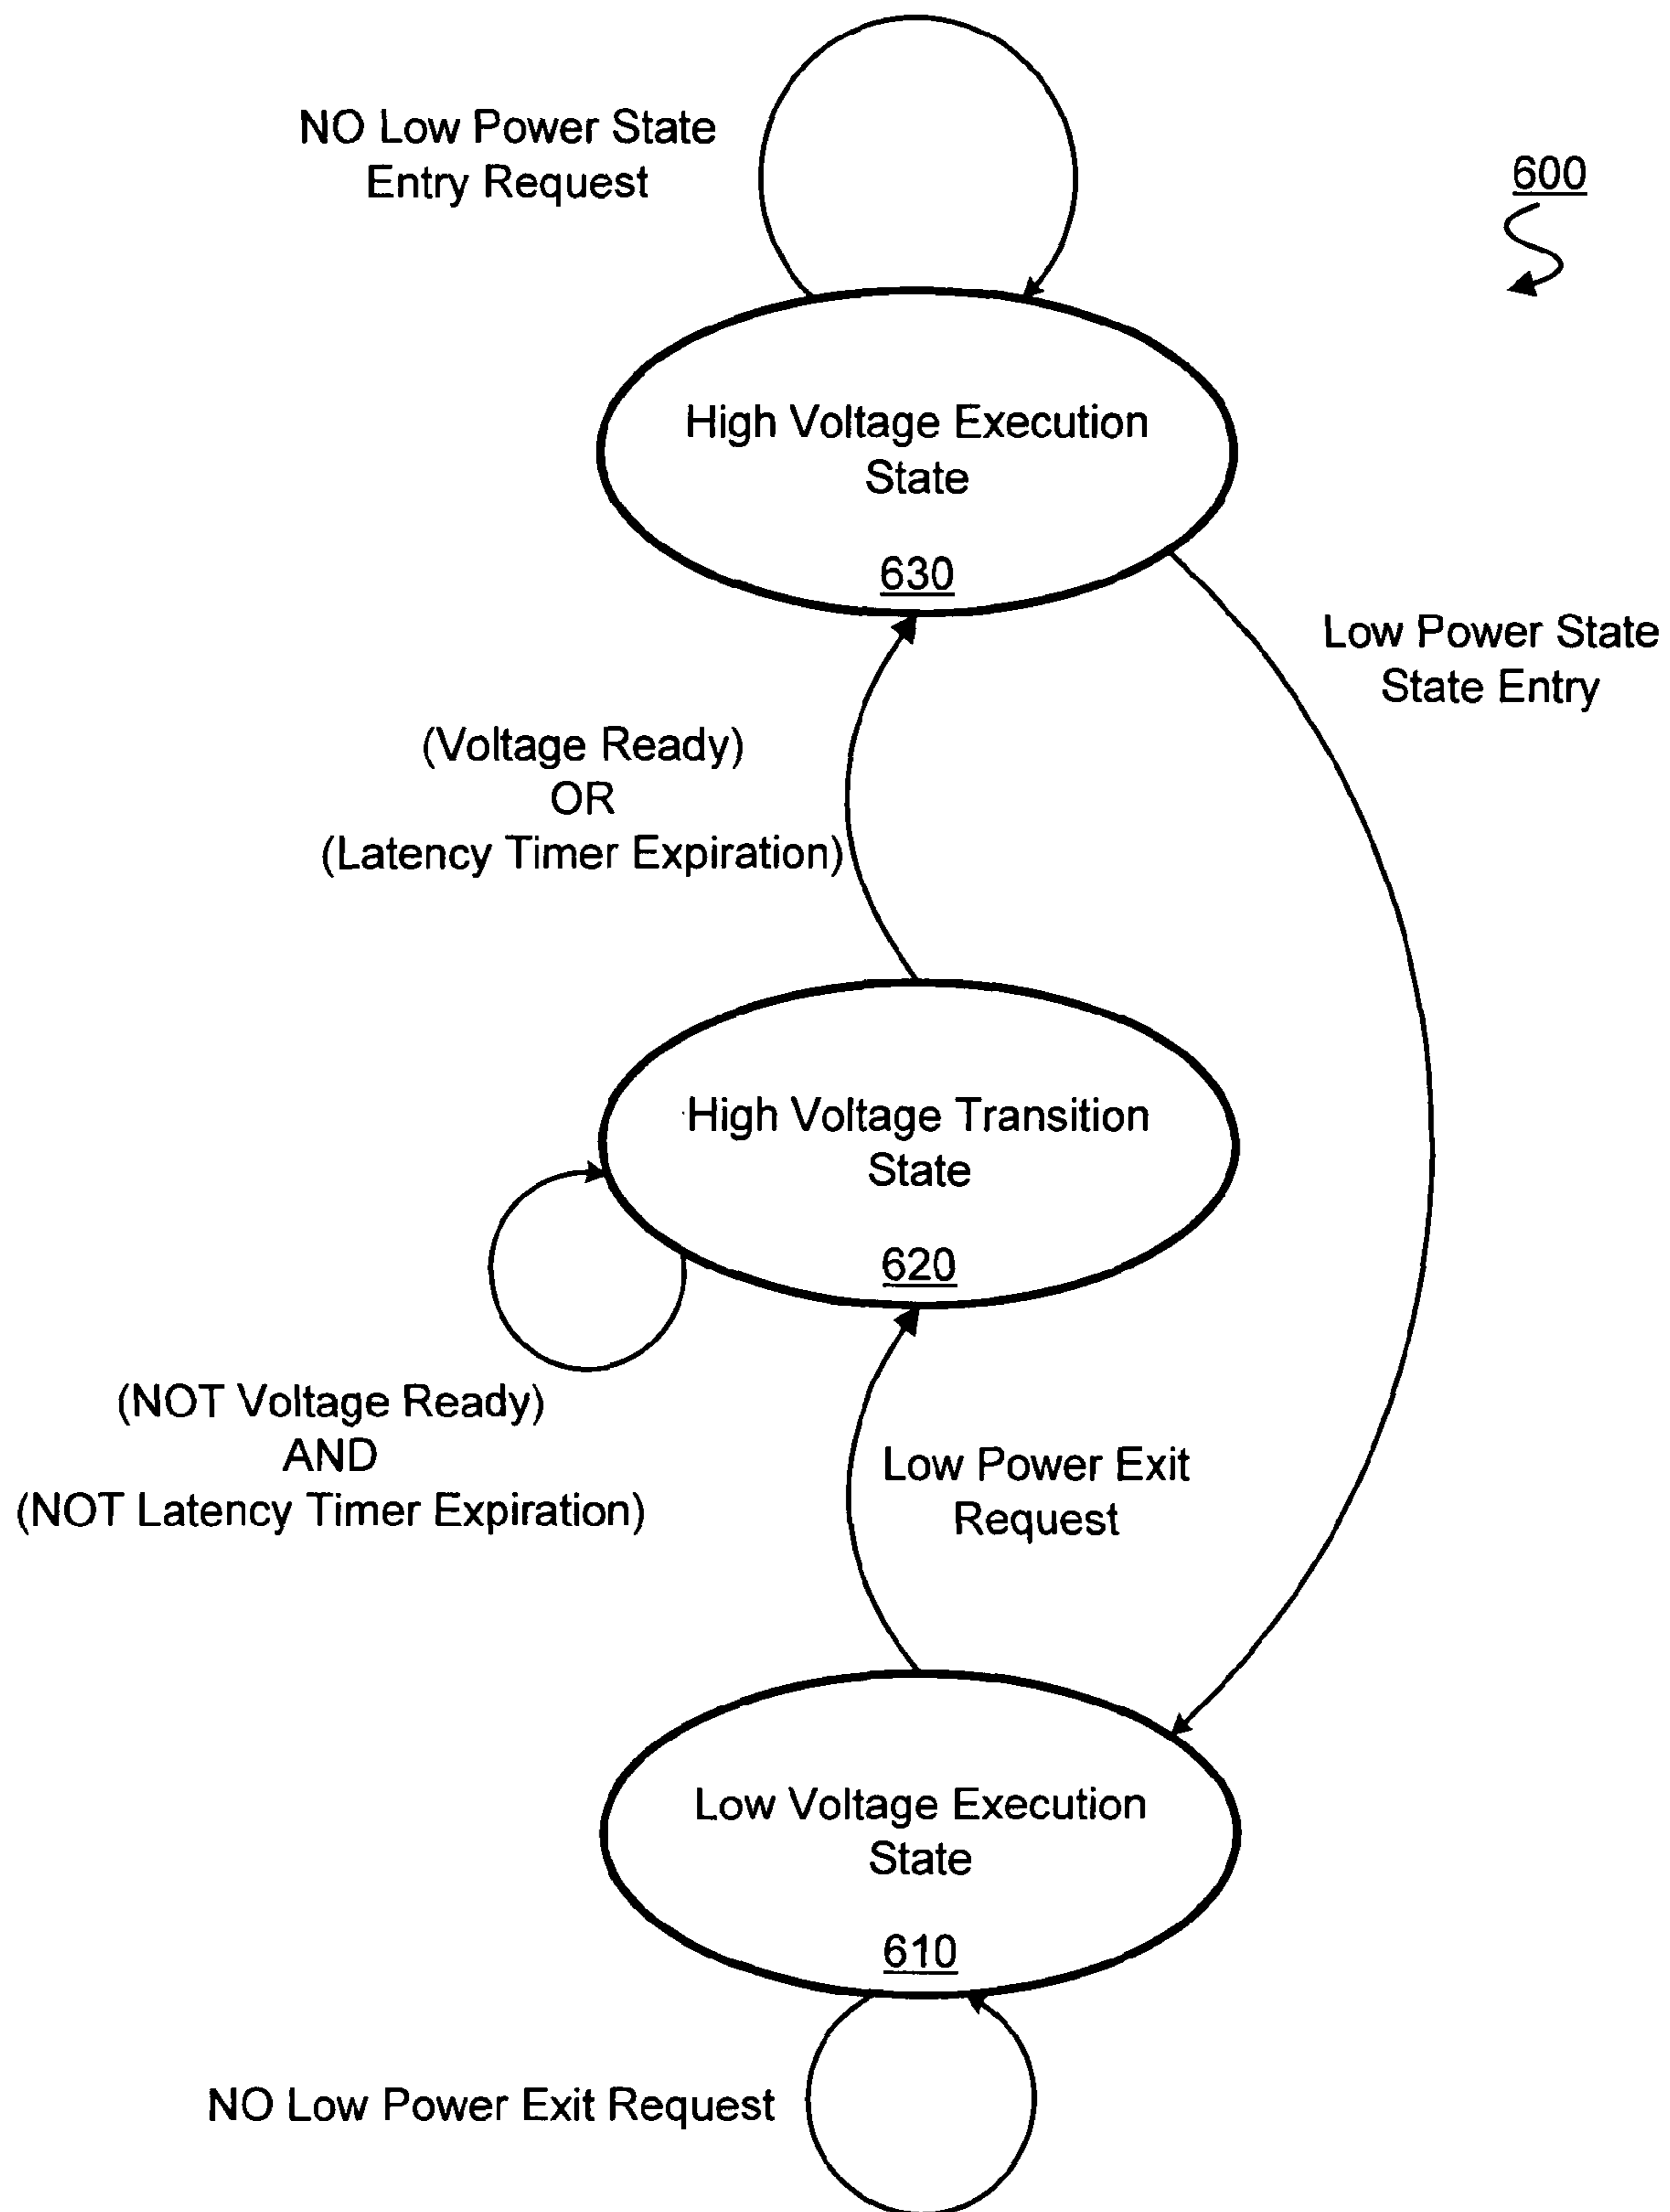 NO Low Power State
Entry Request
600
High Voltage Execution
State
630
Low Power State
State Entry
(Voltage Ready)
OR
(Latency Timer Expiration)
High Voltage Transition
State
620
(NOT Voltage Ready)
AND
(NOT Latency Timer Expiration)
Low Power Exit
Request
Low Voltage Execution
State
610
NO Low Power Exit Request